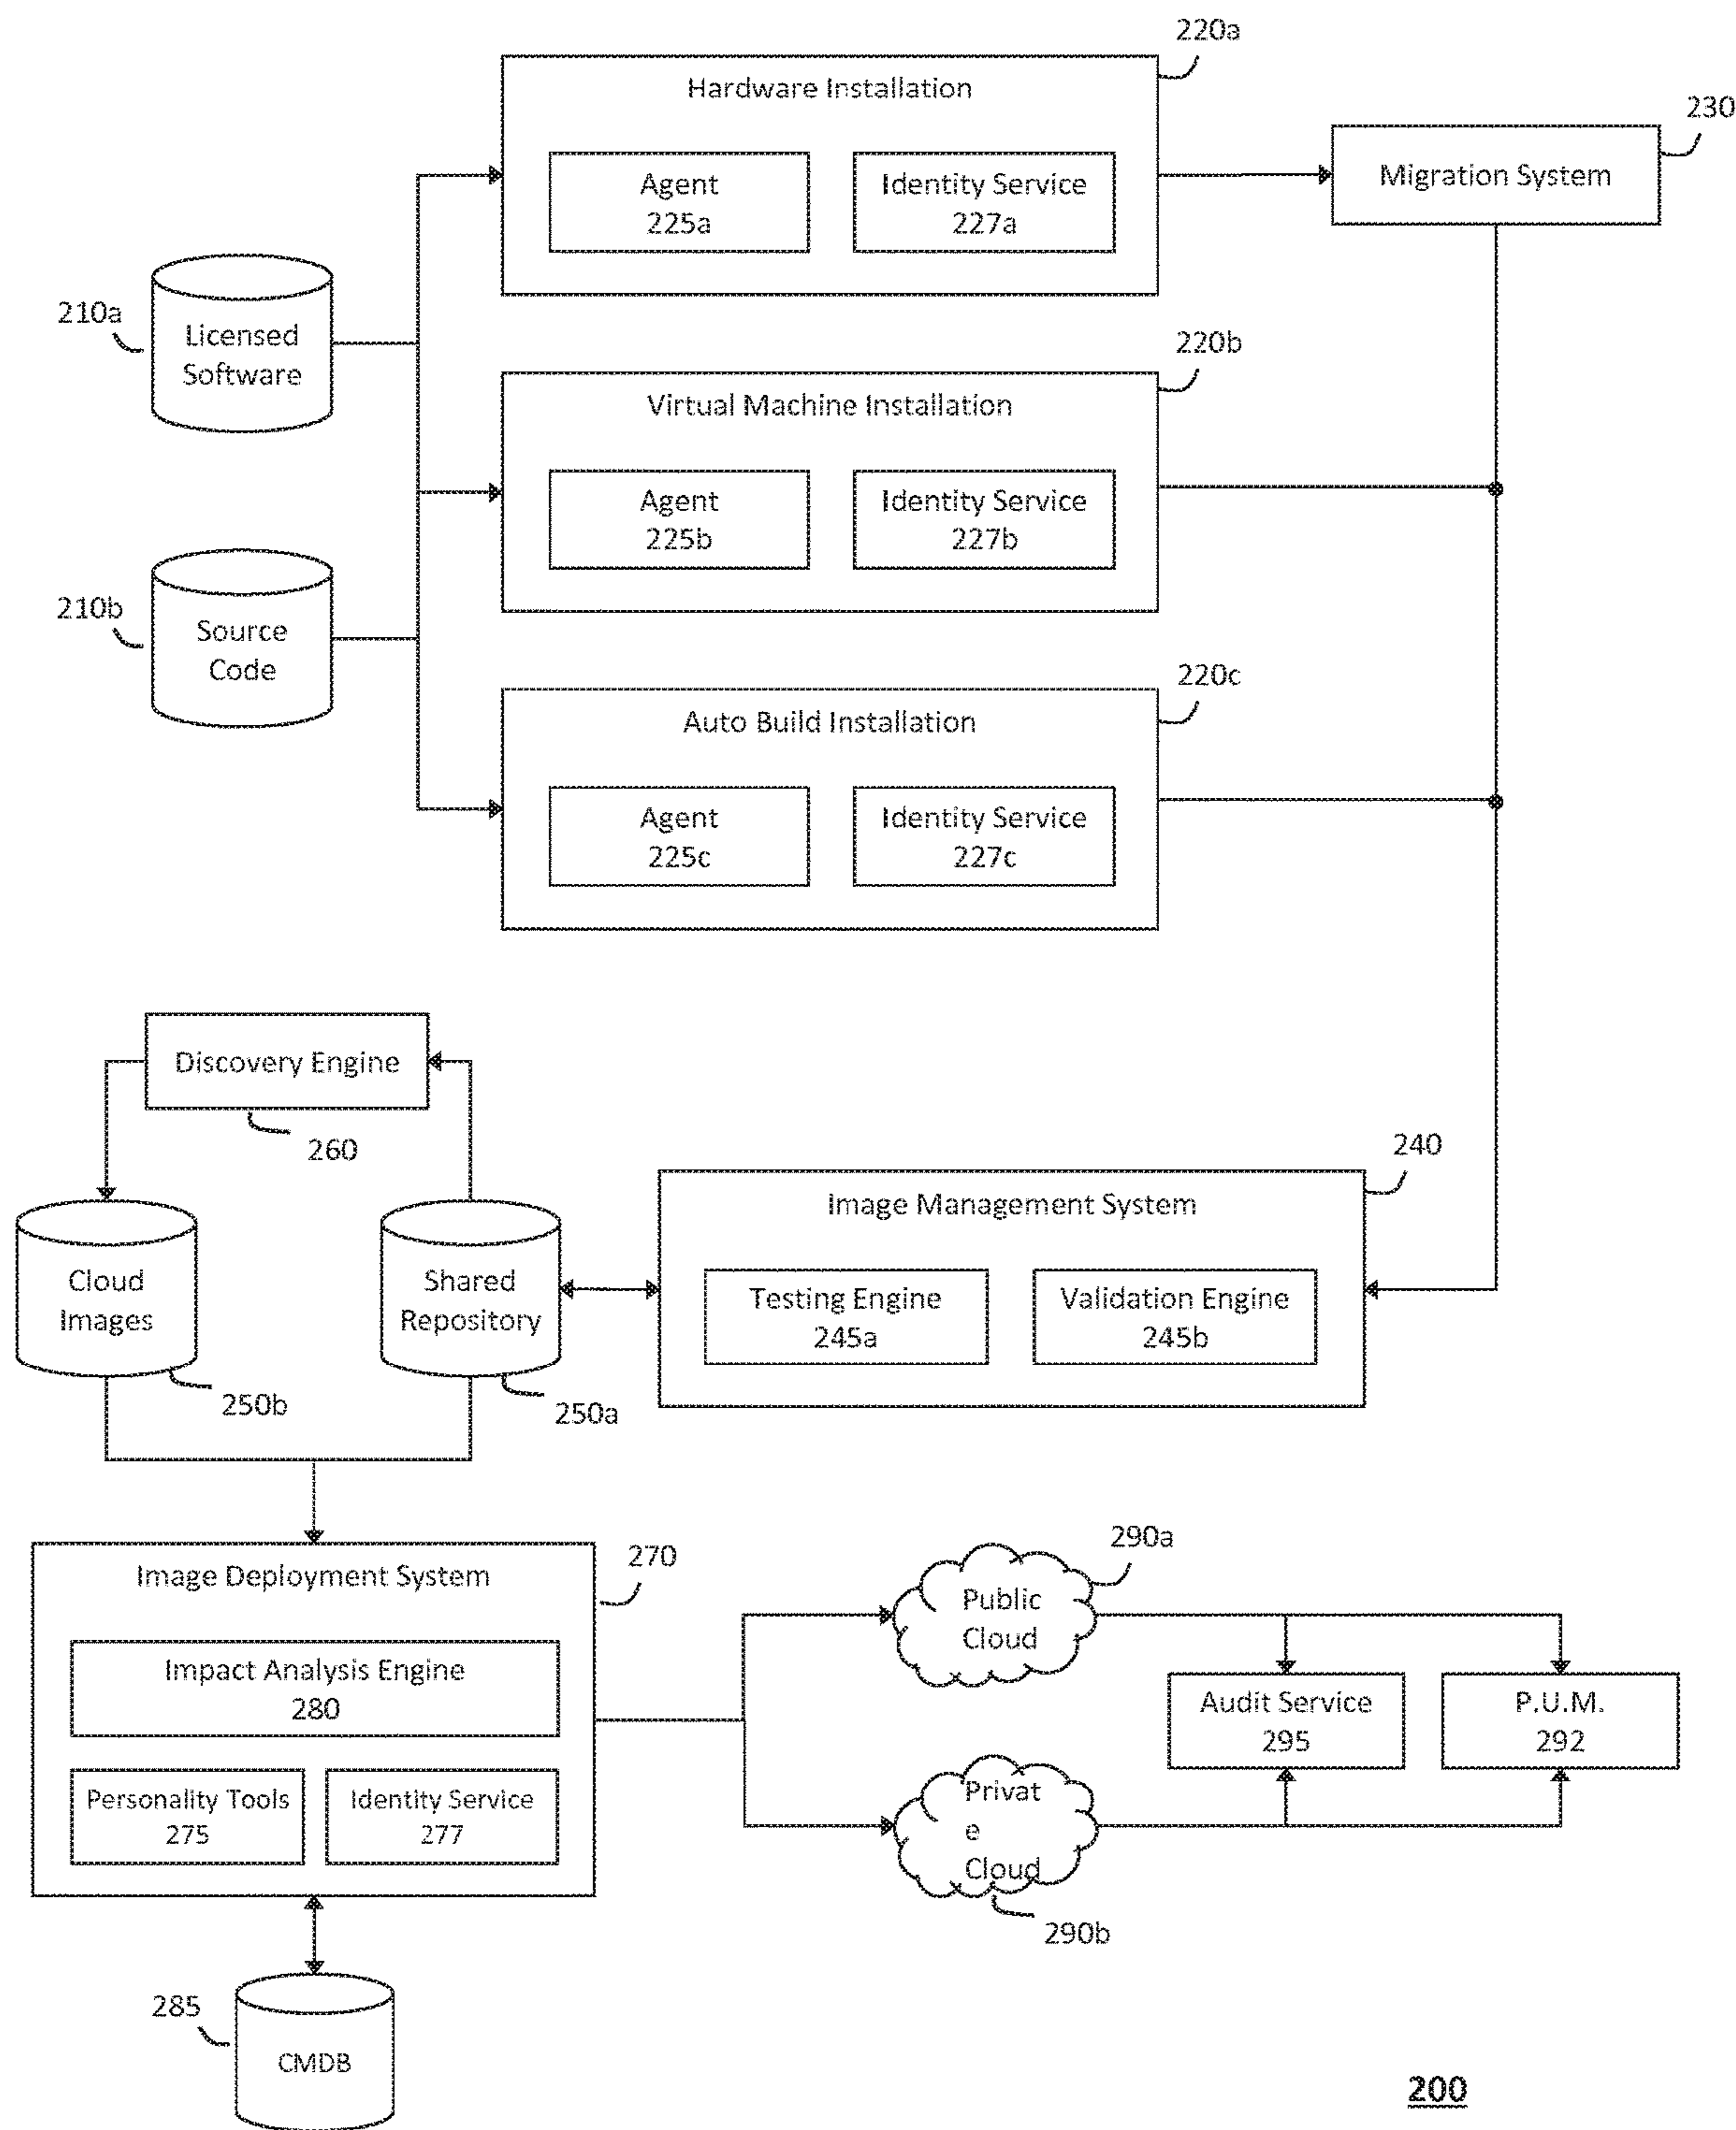 220a
Hardware Installation
230
Agent
225a
Identity Service
227a
Migration System
210a
Licensed
Software
220b
Virtual Machine Installation
Agent
225b
Identity Service
227b
210b
Source
Code
220c
Auto Build Installation
Agent
225c
Identity Service
227c
Discovery Engine
260
240
Image Management System
Cloud
Images
Shared
Repository
Testing Engine
245a
Validation Engine
245b
250b
250a
290a
270
Image Deployment System
Public
Cloud
Impact Analysis Engine
280
Audit Service
295
P.U.M.
292
Personality Tools
275
Identity Service
277
Privat
e
Cloud
290b
285
CMDB
200